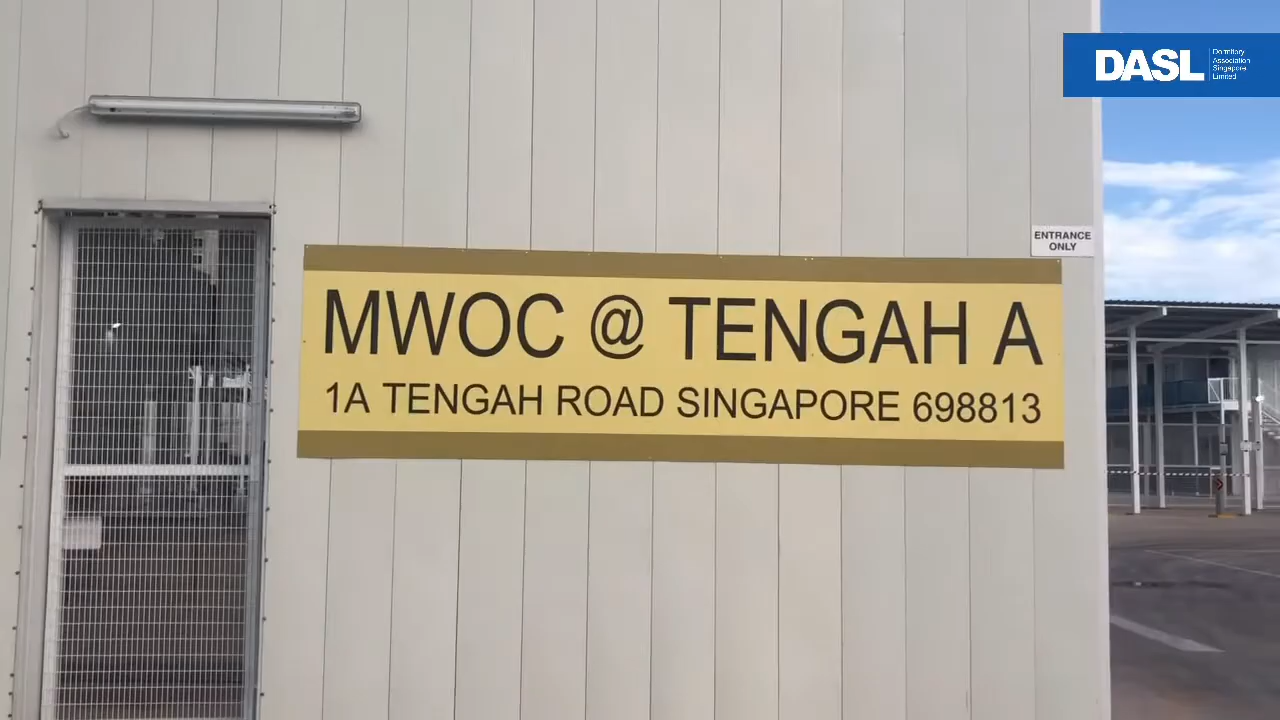 DASL
Dormitory
Association
Singapore
Limited
ENTRANCE
ONLY
MWOC @ TENGAH A
1A TENGAH ROAD SINGAPORE 698813